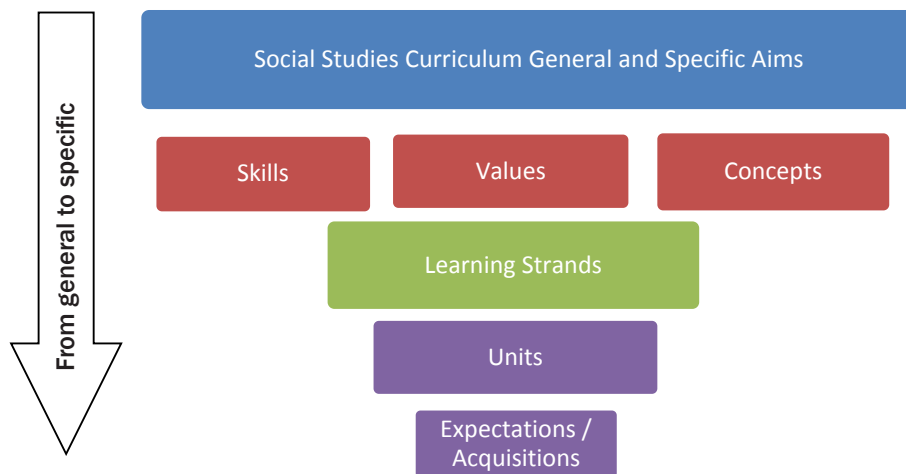 From general to specific
Social Studies Curriculum General and Specific Aims
Skills
Values
Concepts
Learning Strands
Units
Expectations /
Acquisitions